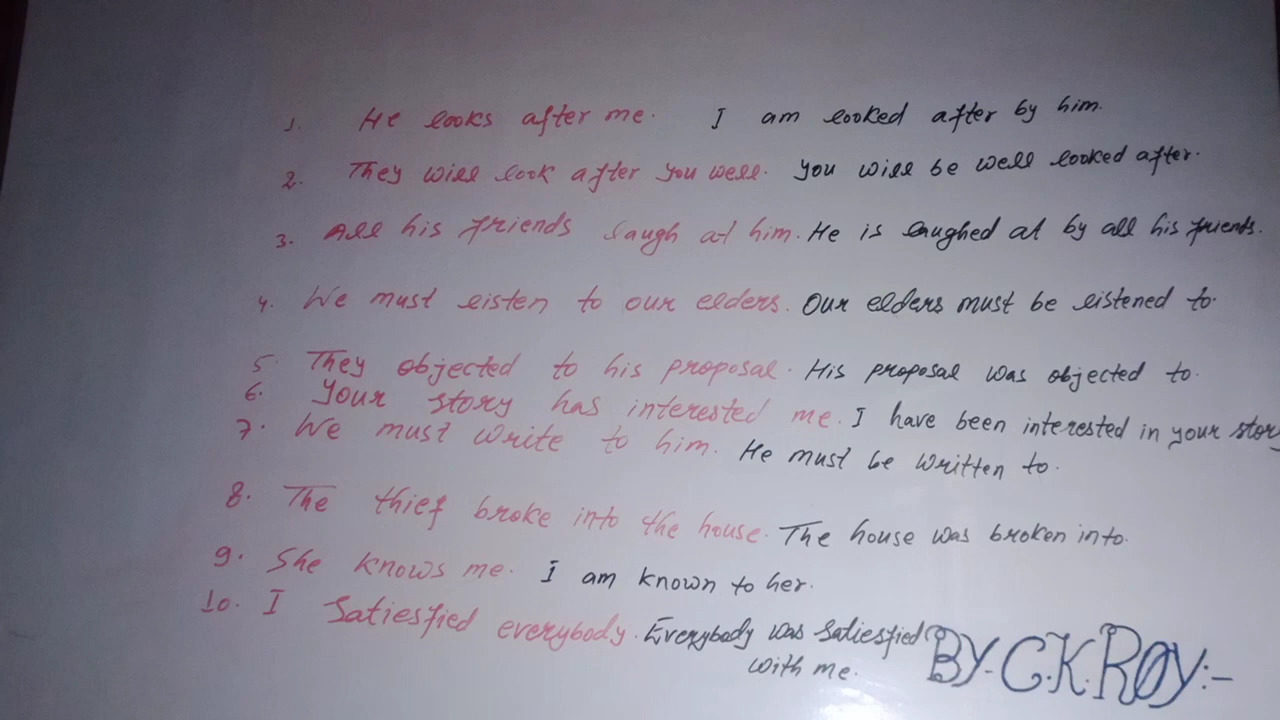 1. He looks after me. I am looked after by him.
2. They will look after you well. You will be well looked after.
3. All his friends laugh at him. He is laughed at by all his friends.
4. We must listen to our elders. Our elders must be listened to.
5. They objected to his proposal. His proposal was objected to.
6. Your story has interested me. I have been interested in your story
7. We must write to him. He must be written to.
8. The thief broke into the house. The house was broken into.
9. She knows me. I am known to her.
10. I Satiesfied everybody. Everybody was Satiesfied
with me.
BY-C.K.ROY:-